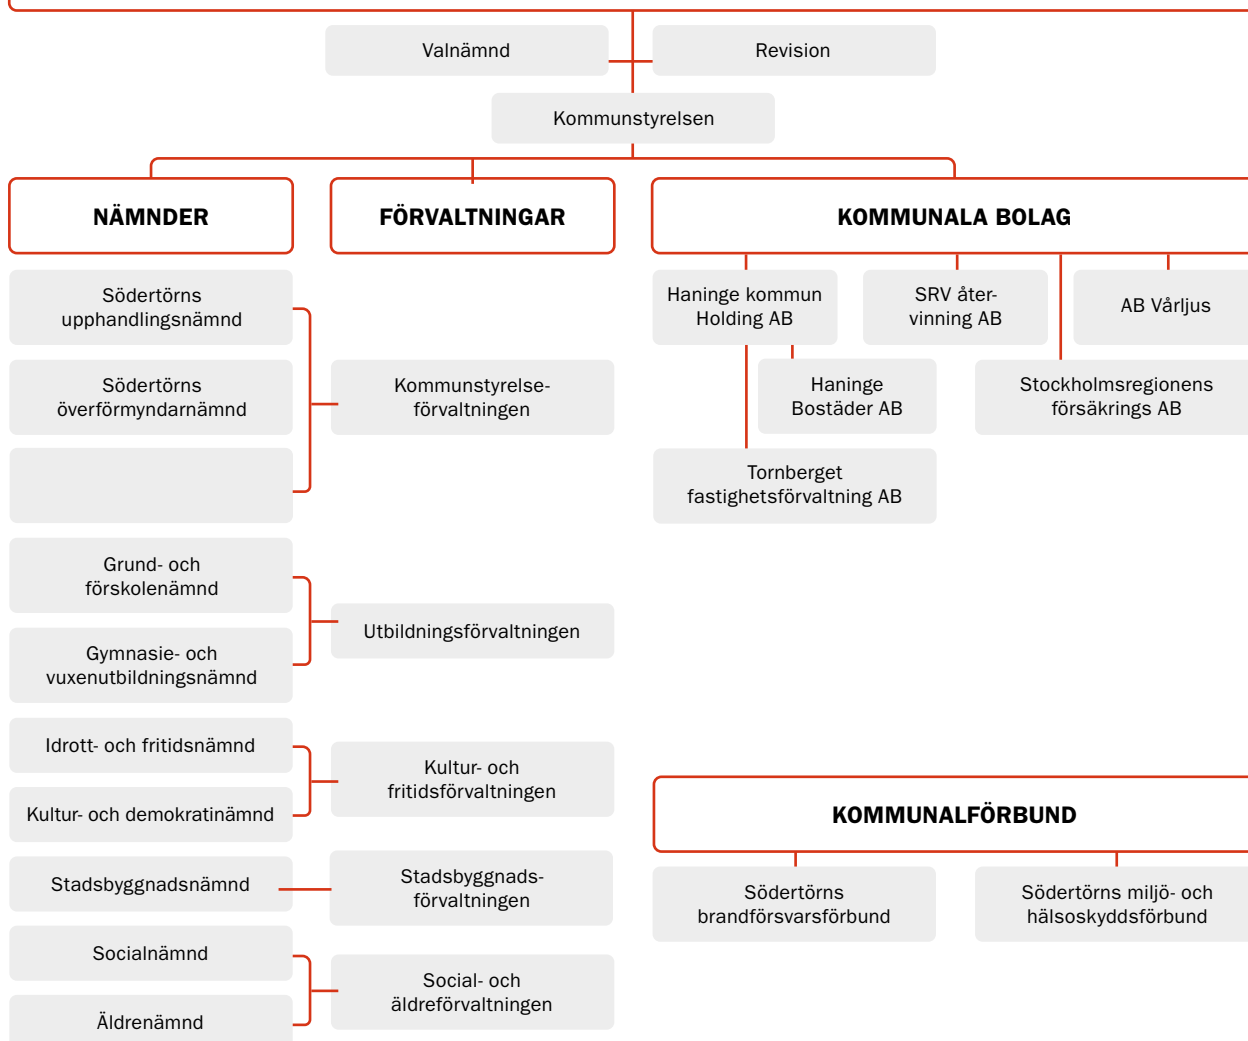 Valnämnd
Revision
Kommunstyrelsen
NÄMNDER
FÖRVALTNINGAR
KOMMUNALA BOLAG
Södertörns
upphandlingsnämnd
Södertörns
överförmyndarnämnd
Kommunstyrelse-
förvaltningen
Haninge kommun
Holding AB
SRV åter-
vinning AB
AB Vårljus
Haninge
Bostäder AB
Stockholmsregionens
försäkrings AB
Tornberget
fastighetsförvaltning AB
Grund- och
förskolenämnd
Gymnasie- och
vuxenutbildningsnämnd
Utbildningsförvaltningen
Idrott- och fritidsnämnd
Kultur- och demokratinämnd
Kultur- och
fritidsförvaltningen
Stadsbyggnadsnämnd
Stadsbyggnads-
förvaltningen
Socialnämnd
Äldrenämnd
Social- och
äldreförvaltningen
KOMMUNALFÖRBUND
Södertörns
brandförsvarsförbund
Södertörns miljö- och
hälsoskyddsförbund